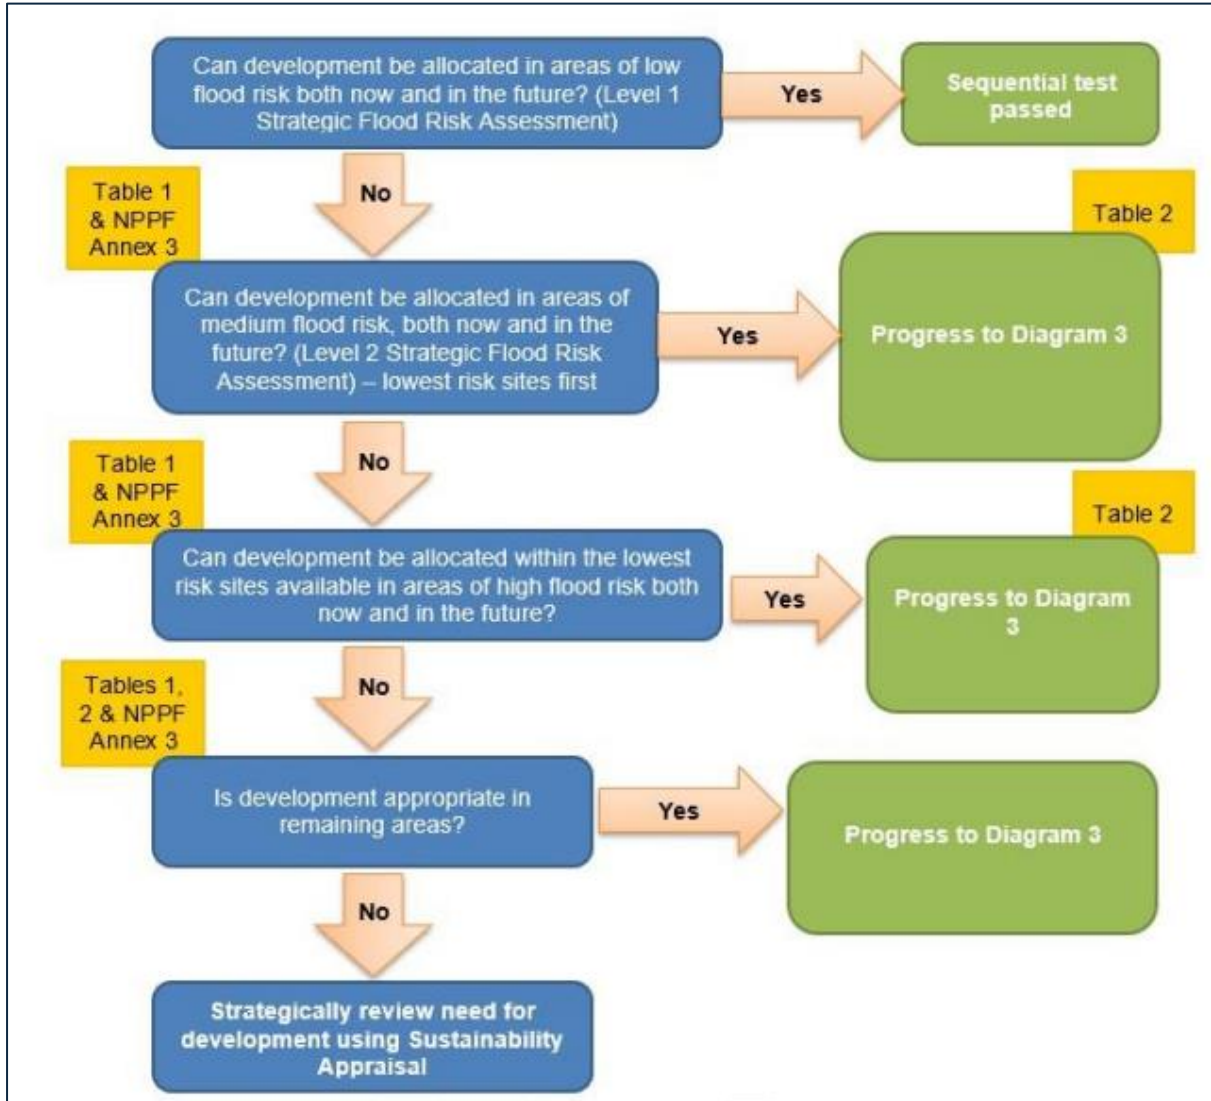 Can development be allocated in areas of low
flood risk both now and in the future? (Level 1
Strategic Flood Risk Assessment)
Yes
Sequential test
passed
No
Table 1
& NPPF
Annex 3
Table 2
Can development be allocated in areas of
medium flood risk, both now and in the
future? (Level 2 Strategic Flood Risk
Assessment) – lowest risk sites first
Yes
Progress to Diagram 3
No
Table 1
& NPPF
Annex 3
Table 2
Can development be allocated within the lowest
risk sites available in areas of high flood risk both
now and in the future?
Yes
Progress to Diagram
3
No
Tables 1,
2 & NPPF
Annex 3
Is development appropriate in
remaining areas?
Yes
Progress to Diagram 3
No
Strategically review need for
development using Sustainability
Appraisal